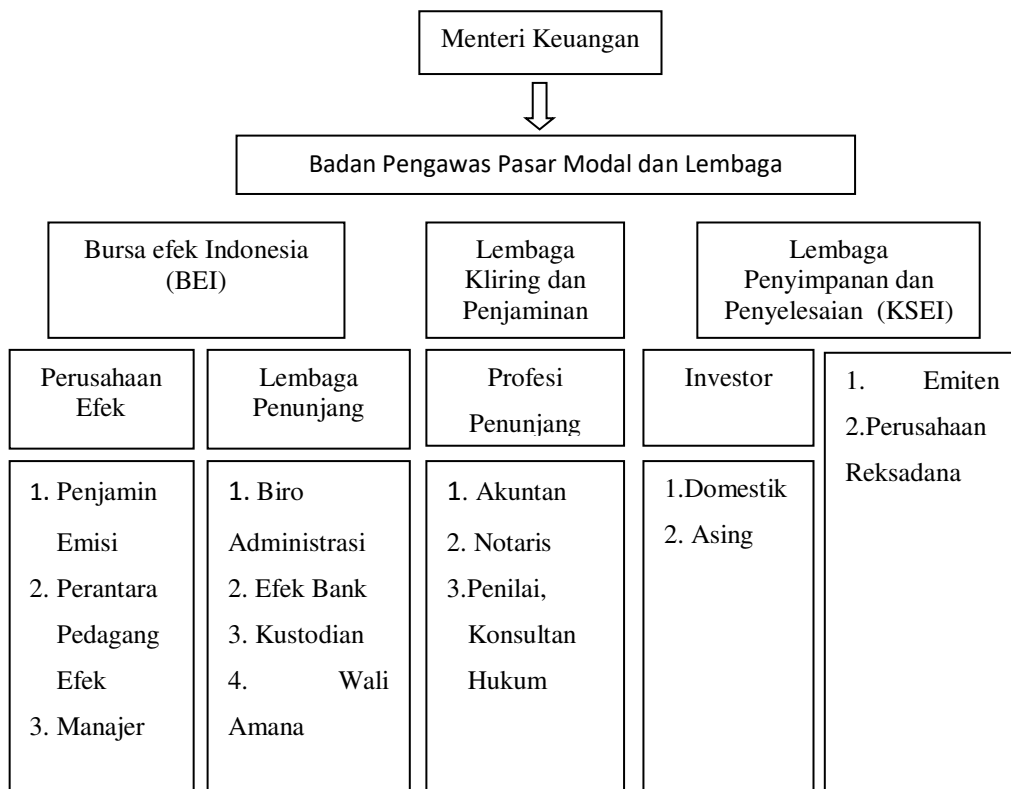 Menteri Keuangan
Badan Pengawas Pasar Modal dan Lembaga
Bursa efek Indonesia
(BEI)
Lembaga
Kliring dan
Penjaminan
Lembaga
Penyimpanan dan
Penyelesaian (KSEI)
Perusahaan
Efek
Lembaga
Penunjang
Profesi
Penunjang
Investor
1. Emiten
2.Perusahaan
Reksadana
1. Penjamin
Emisi
2. Perantara
Pedagang
Efek
3. Manajer
1. Biro
Administrasi
2. Efek Bank
3. Kustodian
4. Wali
Amana
1. Akuntan
2. Notaris
3.Penilai,
Konsultan
Hukum
1.Domestik
2. Asing